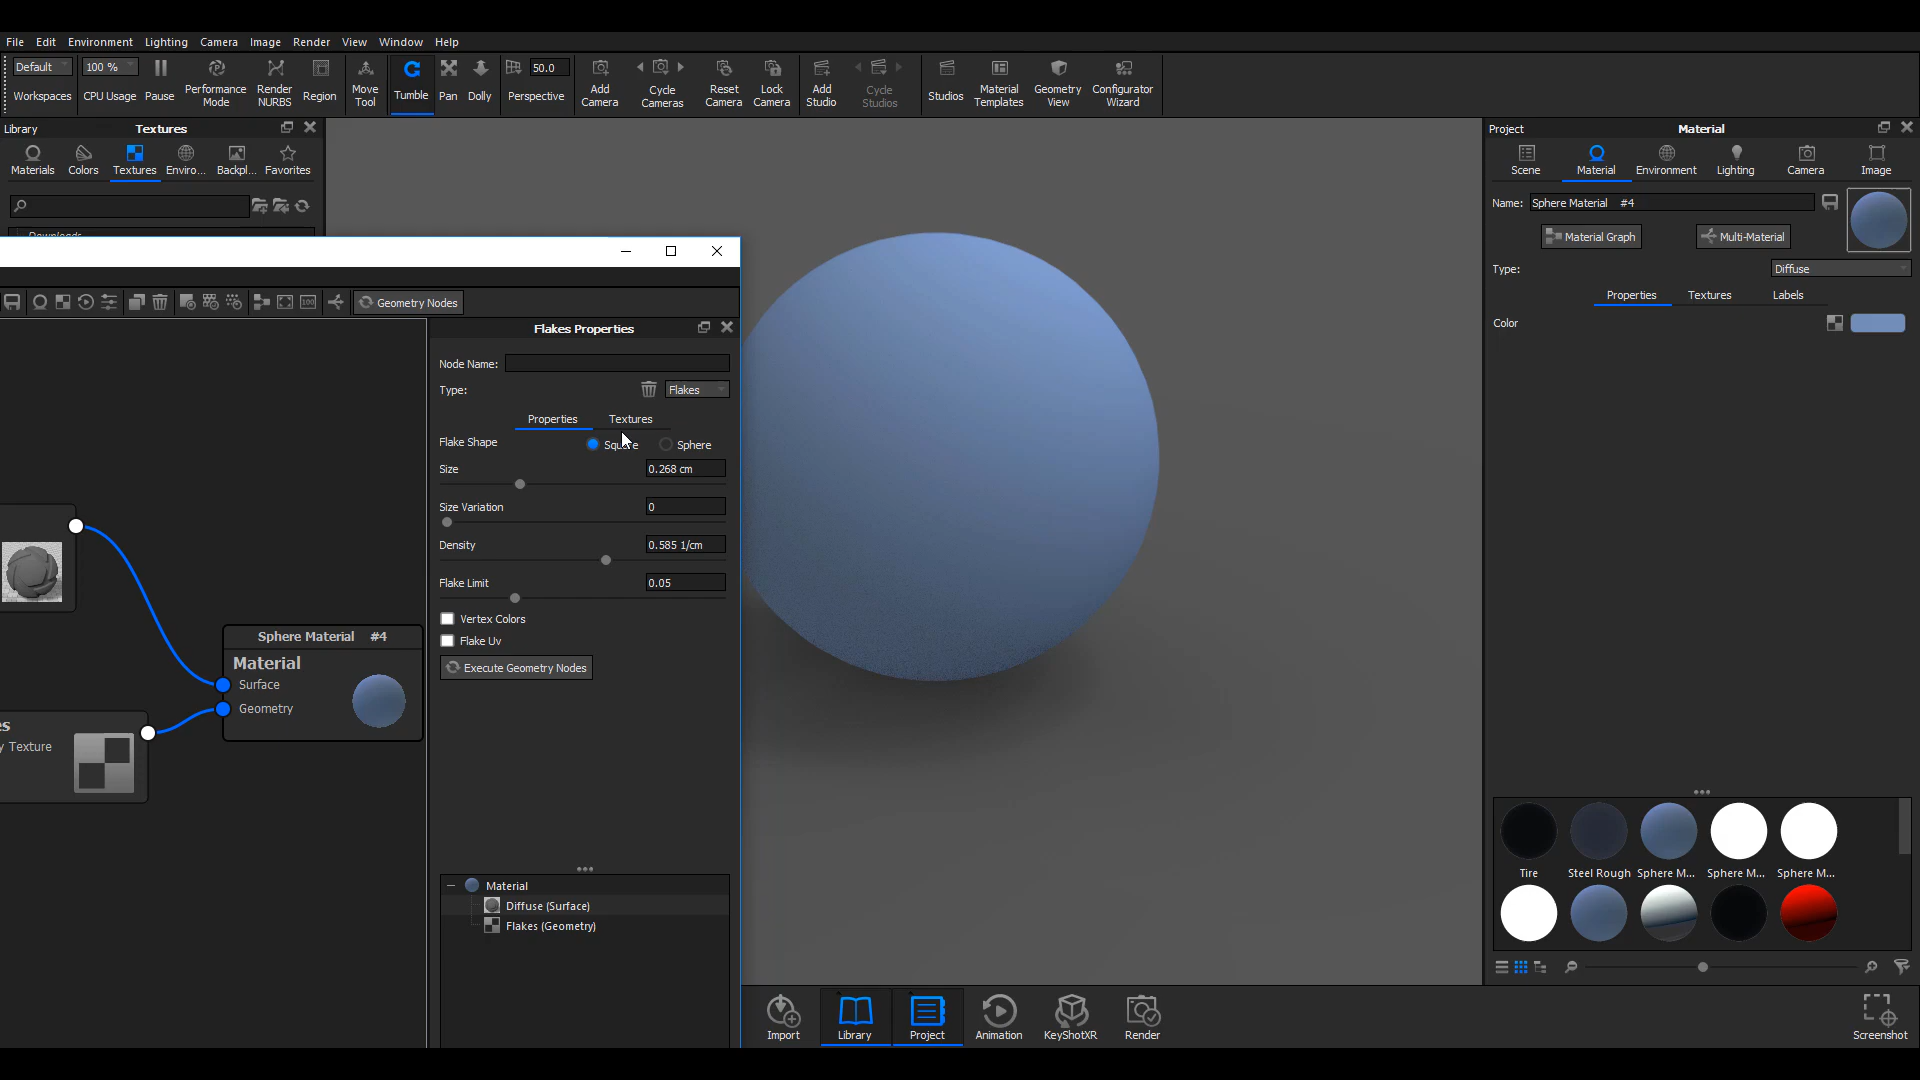 File Edit Environment Lighting Camera Image Render View Window Help
Default 100 % 50.0
Workspaces CPU Usage Pause Performance Mode Render NURBS Region Move Tool Tumble Pan Dolly Perspective Add Camera Cycle Cameras Reset Camera Lock Camera Add Studio Cycle Studios Studios Material Templates Geometry View Configurator Wizard
Library Textures
Materials Colors Textures Enviro... Backpl... Favorites
Downloads
Geometry Nodes
Flakes Properties
Node Name:
Type: Flakes
Properties Textures
Flake Shape Square Sphere
Size 0.268 cm
Size Variation 0
Density 0.585 1/cm
Flake Limit 0.05
Vertex Colors
Flake Uv
Execute Geometry Nodes
Sphere Material #4
Material
Surface
Geometry
es
y Texture
Material
Diffuse (Surface)
Flakes (Geometry)
Project Material
Scene Material Environment Lighting Camera Image
Name: Sphere Material #4
Material Graph Multi-Material
Type: Diffuse
Properties Textures Labels
Color
Tire Steel Rough Sphere M... Sphere M... Sphere M...
Import Library Project Animation KeyShotXR Render Screenshot